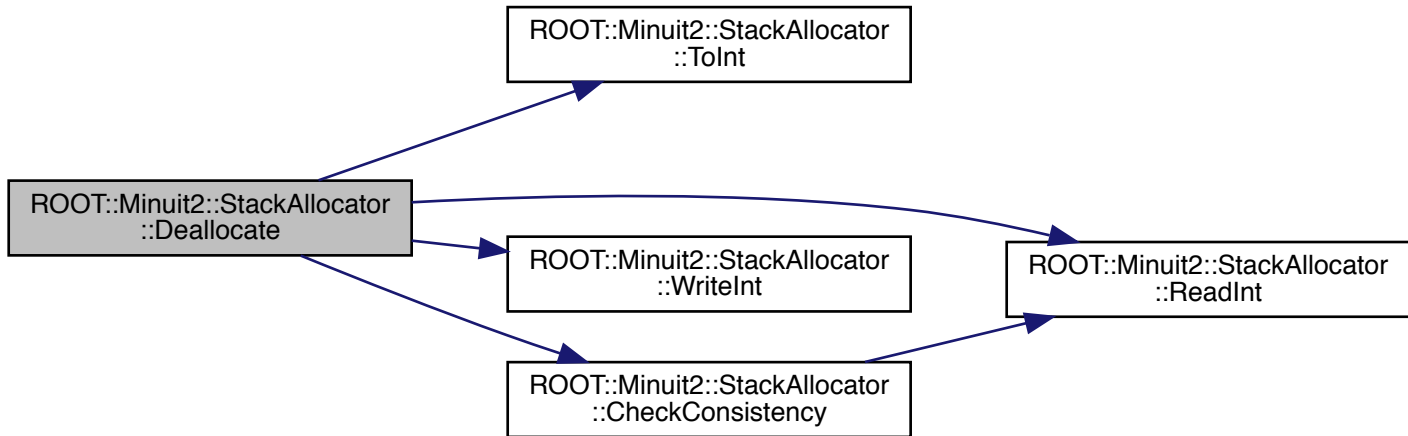 ROOT::Minuit2::StackAllocator
::ToInt
ROOT::Minuit2::StackAllocator
::Deallocate
ROOT::Minuit2::StackAllocator
::WriteInt
ROOT::Minuit2::StackAllocator
::ReadInt
ROOT::Minuit2::StackAllocator
::CheckConsistency